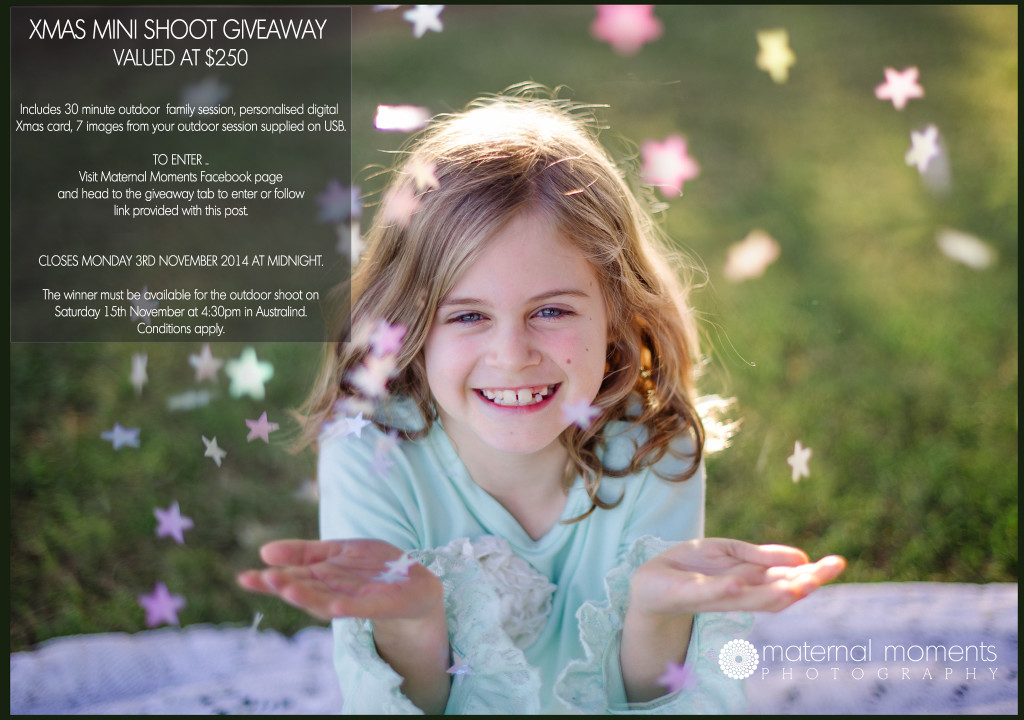 XMAS MINI SHOOT GIVEAWAY
VALUED AT $250
Includes 30 minute outdoor family session, personalised digital
Xmas card, 7 images from your outdoor session supplied on USB.
TO ENTER ..
Visit Maternal Moments Facebook page
and head to the giveaway tab to enter or follow
link provided with this post.
CLOSES MONDAY 3RD NOVEMBER 2014 AT MIDNIGHT.
The winner must be available for the outdoor shoot on
Saturday 15th November at 4:30pm in Australind.
Conditions apply.
maternal moments
PHOTOGRAPHY